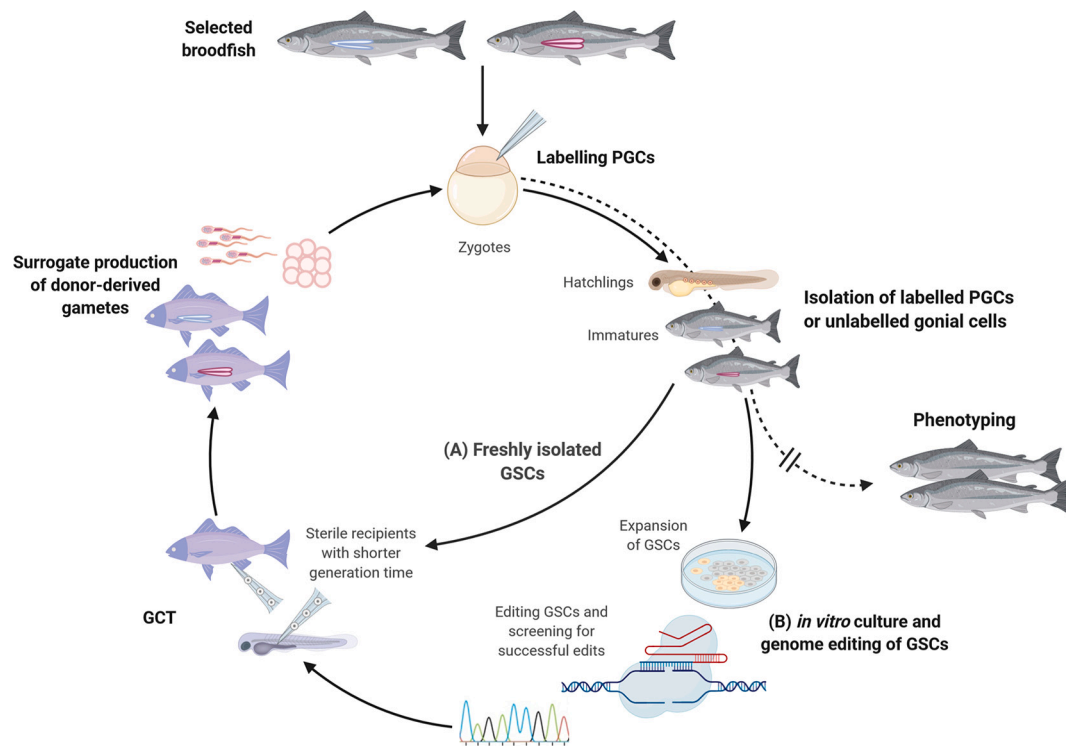 Selected
broodfish
Labelling PGCs
Zygotes
Hatchlings
Immatures
Isolation of labelled PGCs
or unlabelled gonial cells
Surrogate production
of donor-derived
gametes
Phenotyping
(A) Freshly isolated
GSCs
Expansion
of GSCs
Sterile recipients
with shorter
generation time
GCT
Editing GSCs and
screening for
successful edits
(B) in vitro culture and
genome editing of GSCs